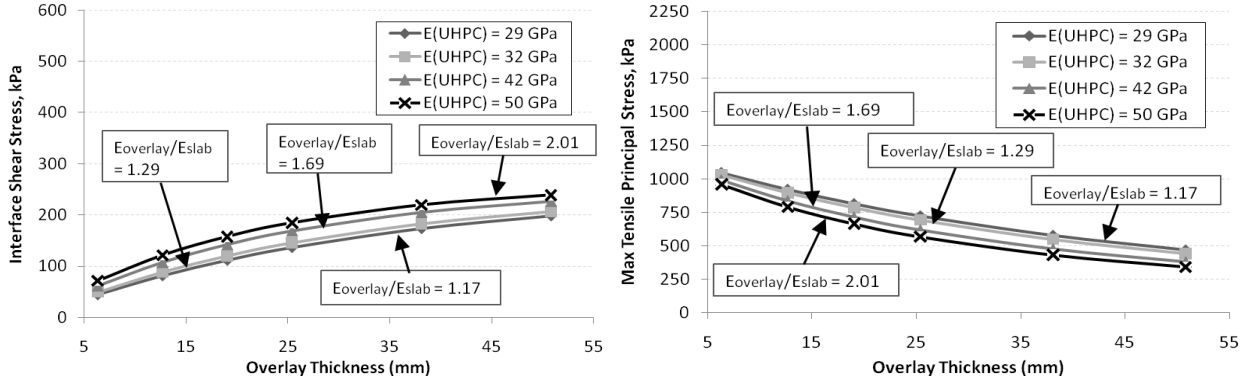 600
500
400
300
200
100
0
Interface Shear Stress, kPa
E(UHPC) = 29 GPa
E(UHPC) = 32 GPa
E(UHPC) = 42 GPa
E(UHPC) = 50 GPa
Eoverlay/Eslab
= 1.29
Eoverlay/Eslab
= 1.69
Eoverlay/Eslab = 2.01
Eoverlay/Eslab = 1.17
5 15 25 35 45 55
Overlay Thickness (mm)
2250
2000
1750
1500
1250
1000
750
500
250
0
Max Tensile Principal Stress, kPa
E(UHPC) = 29 GPa
E(UHPC) = 32 GPa
E(UHPC) = 42 GPa
E(UHPC) = 50 GPa
Eoverlay/Eslab = 1.69
Eoverlay/Eslab = 1.29
Eoverlay/Eslab = 1.17
Eoverlay/Eslab = 2.01
5 15 25 35 45 55
Overlay Thickness (mm)